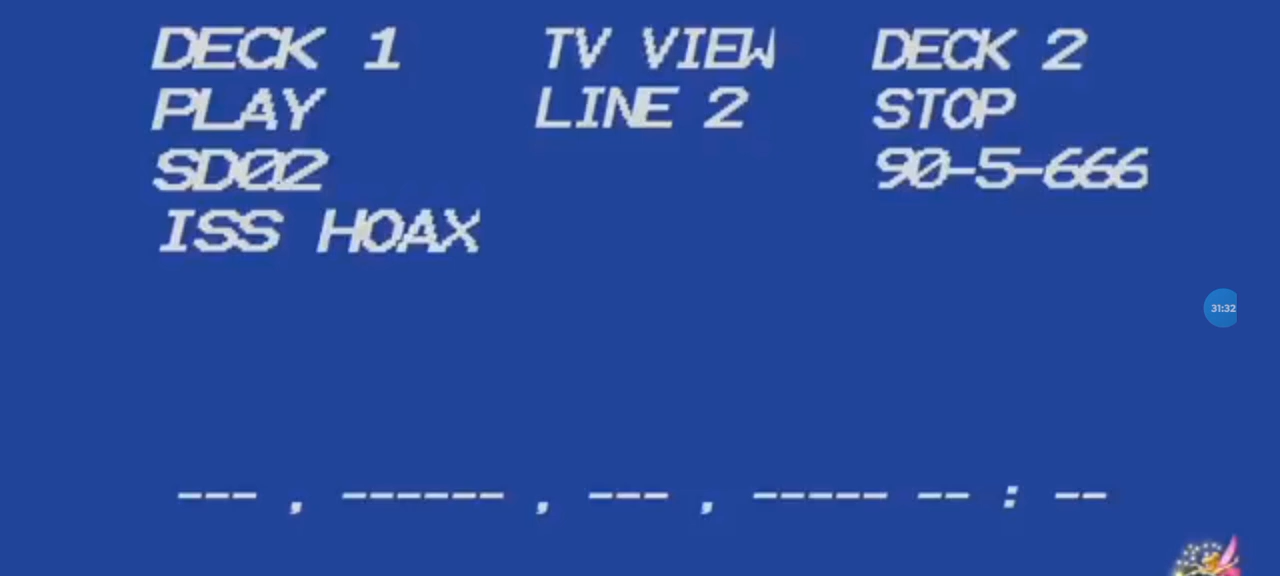 DECK 1 TV VIEW DECK 2
PLAY LINE 2 STOP
SD02 90-5-666
ISS HOAX
31:32
--- , ------ , --- , ----- -- : --